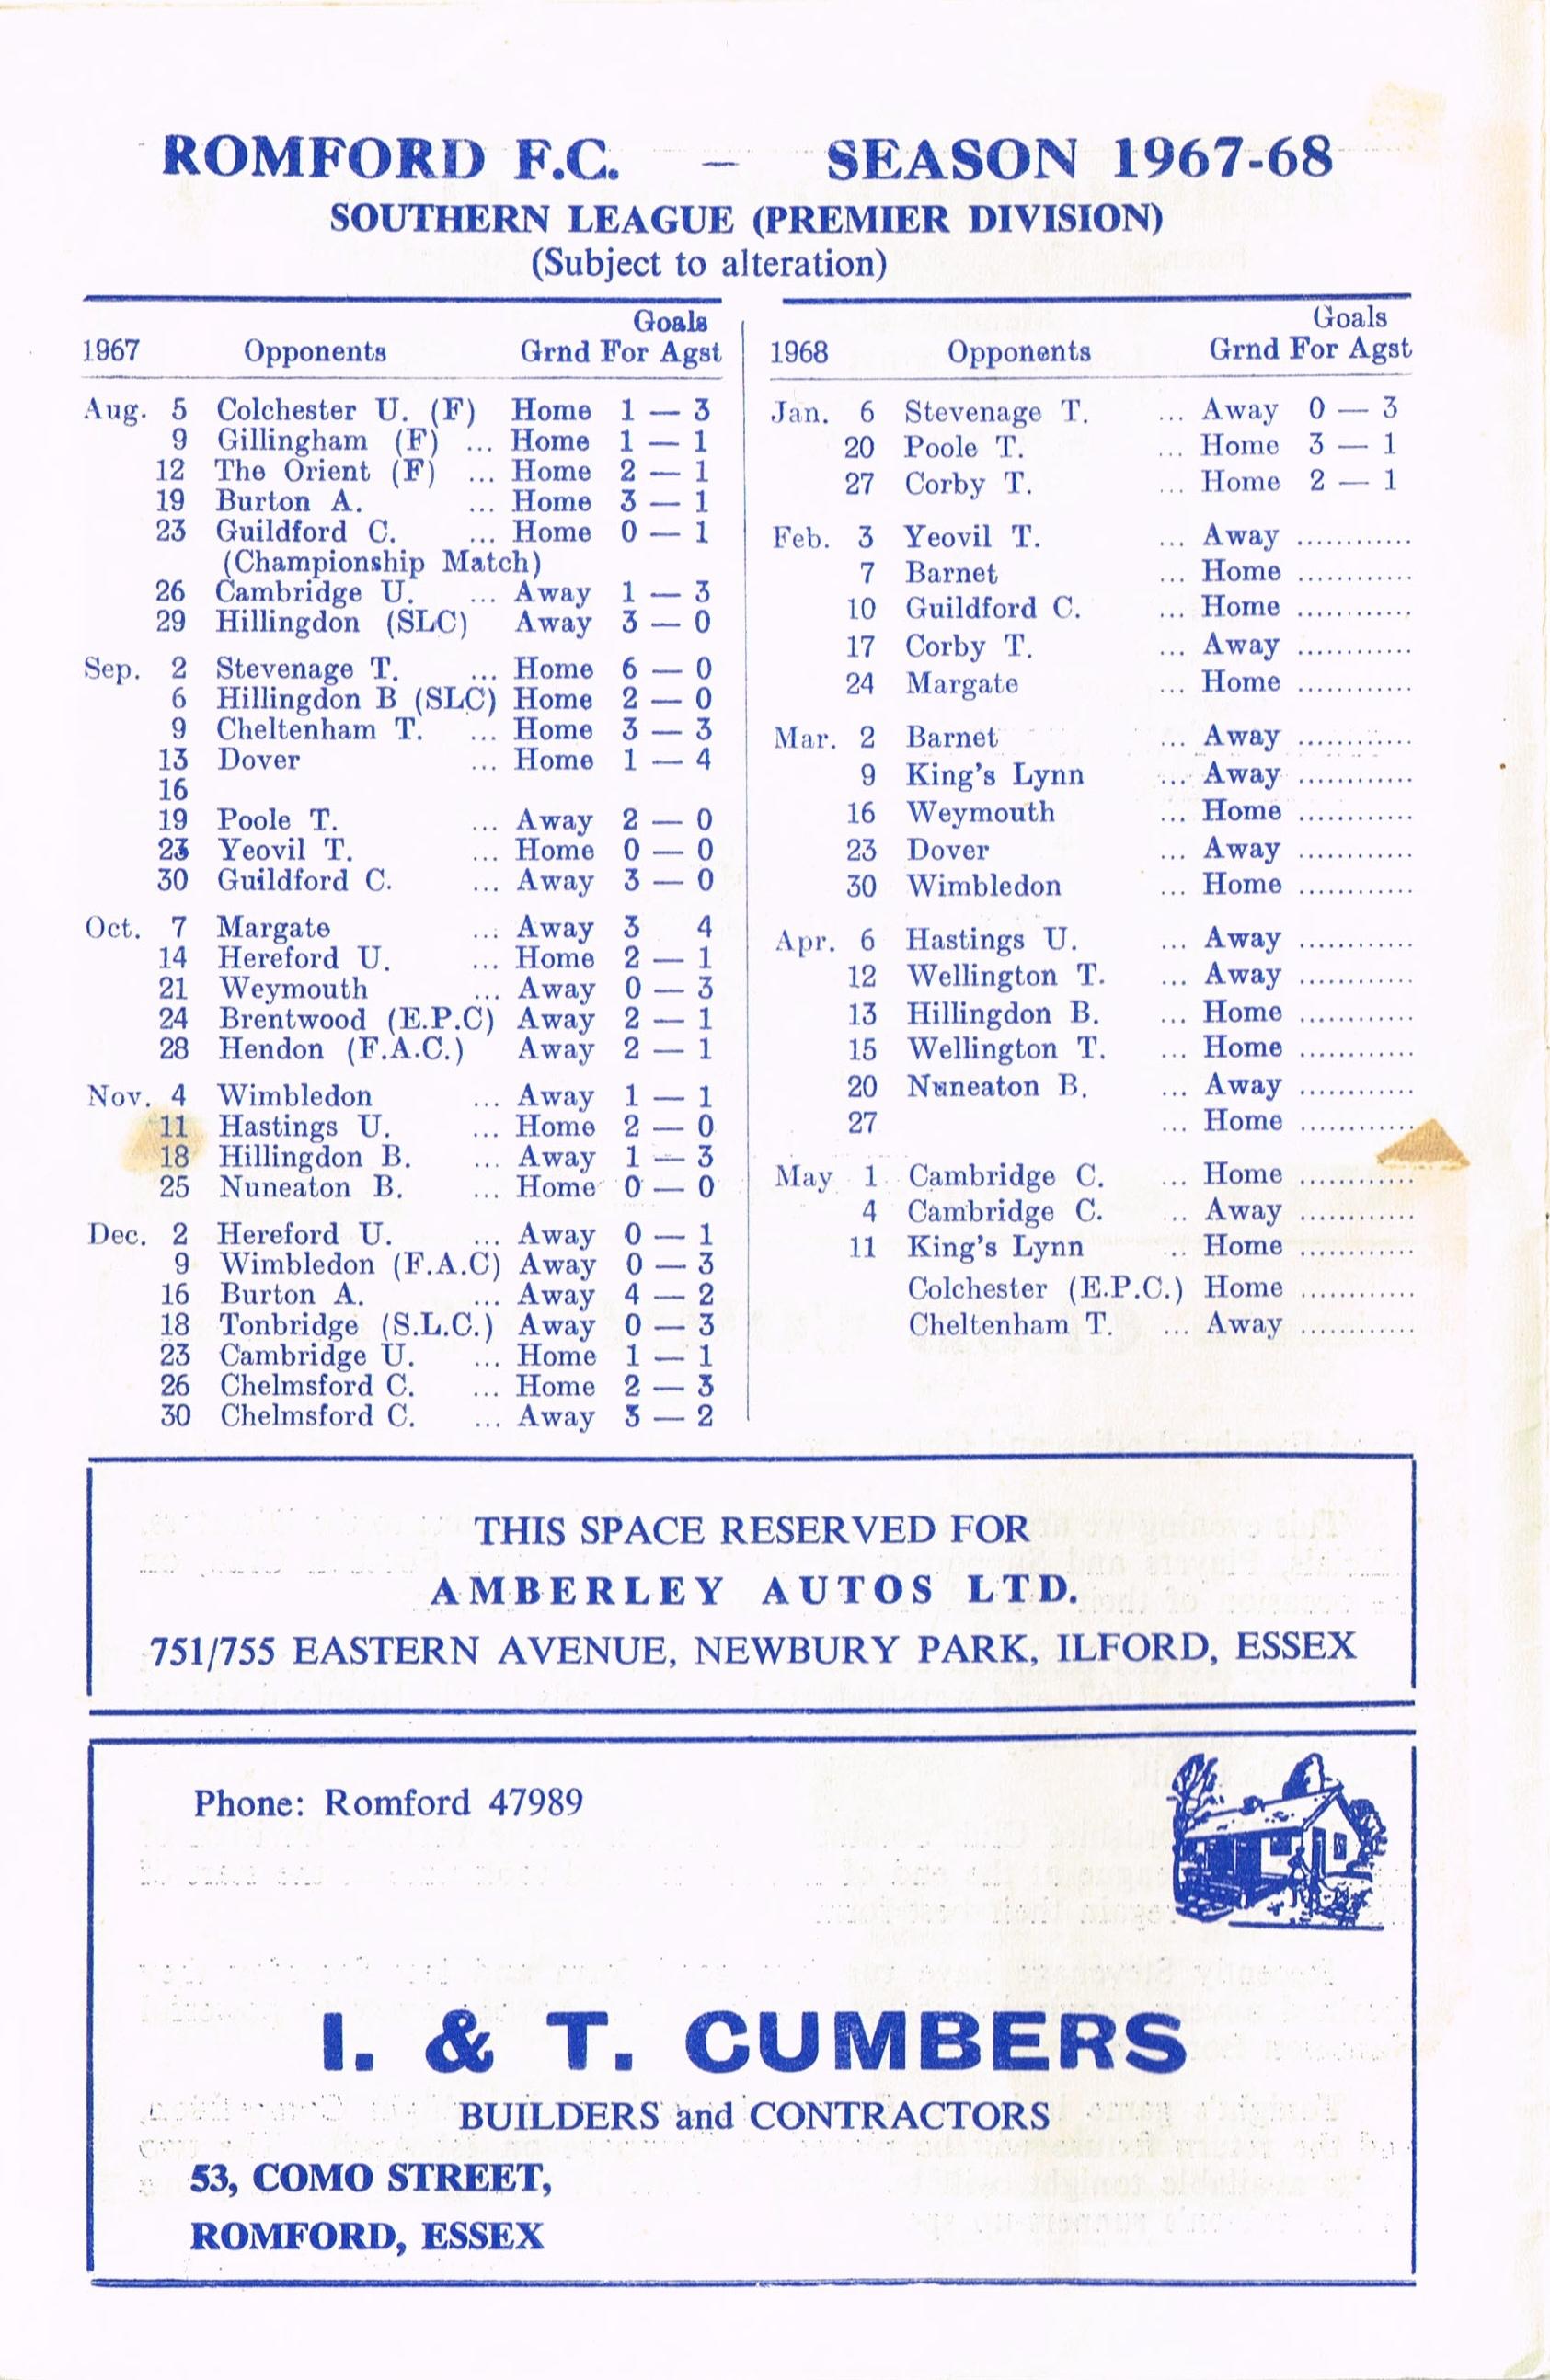 ROMFORD F.C. – SEASON 1967-68
SOUTHERN LEAGUE (PREMIER DIVISION)
(Subject to alteration)
Goals
1967 Opponents Grnd For Agst
Aug. 5 Colchester U. (F) Home 1 — 3
9 Gillingham (F) ... Home 1 — 1
12 The Orient (F) ... Home 2 — 1
19 Burton A. ... Home 3 — 1
23 Guildford C. ... Home 0 — 1
(Championship Match)
26 Cambridge U. ... Away 1 — 3
29 Hillingdon (SLC) Away 3 — 0
Sep. 2 Stevenage T. ... Home 6 — 0
6 Hillingdon B (SLC) Home 2 — 0
9 Cheltenham T. ... Home 3 — 3
13 Dover ... Home 1 — 4
16
19 Poole T. ... Away 2 — 0
23 Yeovil T. ... Home 0 — 0
30 Guildford C. ... Away 3 — 0
Oct. 7 Margate ... Away 3 4
14 Hereford U. ... Home 2 — 1
21 Weymouth ... Away 0 — 3
24 Brentwood (E.P.C) Away 2 — 1
28 Hendon (F.A.C.) Away 2 — 1
Nov. 4 Wimbledon ... Away 1 — 1
11 Hastings U. ... Home 2 — 0
18 Hillingdon B. ... Away 1 — 3
25 Nuneaton B. ... Home 0 — 0
Dec. 2 Hereford U. ... Away 0 — 1
9 Wimbledon (F.A.C) Away 0 — 3
16 Burton A. ... Away 4 — 2
18 Tonbridge (S.L.C.) Away 0 — 3
23 Cambridge U. ... Home 1 — 1
26 Chelmsford C. ... Home 2 — 3
30 Chelmsford C. ... Away 3 — 2
Goals
1968 Opponents Grnd For Agst
Jan. 6 Stevenage T. ... Away 0 — 3
20 Poole T. ... Home 3 — 1
27 Corby T. ... Home 2 — 1
Feb. 3 Yeovil T. ... Away ............
7 Barnet ... Home ............
10 Guildford C. ... Home ............
17 Corby T. ... Away ............
24 Margate ... Home ............
Mar. 2 Barnet ... Away ............
9 King's Lynn ... Away ............
16 Weymouth ... Home ............
23 Dover ... Away ............
30 Wimbledon ... Home ............
Apr. 6 Hastings U. ... Away ............
12 Wellington T. ... Away ............
13 Hillingdon B. ... Home ............
15 Wellington T. ... Home ............
20 Nuneaton B. ... Away ............
27 ... Home ............
May 1 Cambridge C. ... Home ............
4 Cambridge C. ... Away ............
11 King's Lynn ... Home ............
Colchester (E.P.C.) Home ............
Cheltenham T. ... Away ............
THIS SPACE RESERVED FOR
AMBERLEY AUTOS LTD.
751/755 EASTERN AVENUE, NEWBURY PARK, ILFORD, ESSEX
Phone: Romford 47989
I. & T. CUMBERS
BUILDERS and CONTRACTORS
53, COMO STREET,
ROMFORD, ESSEX